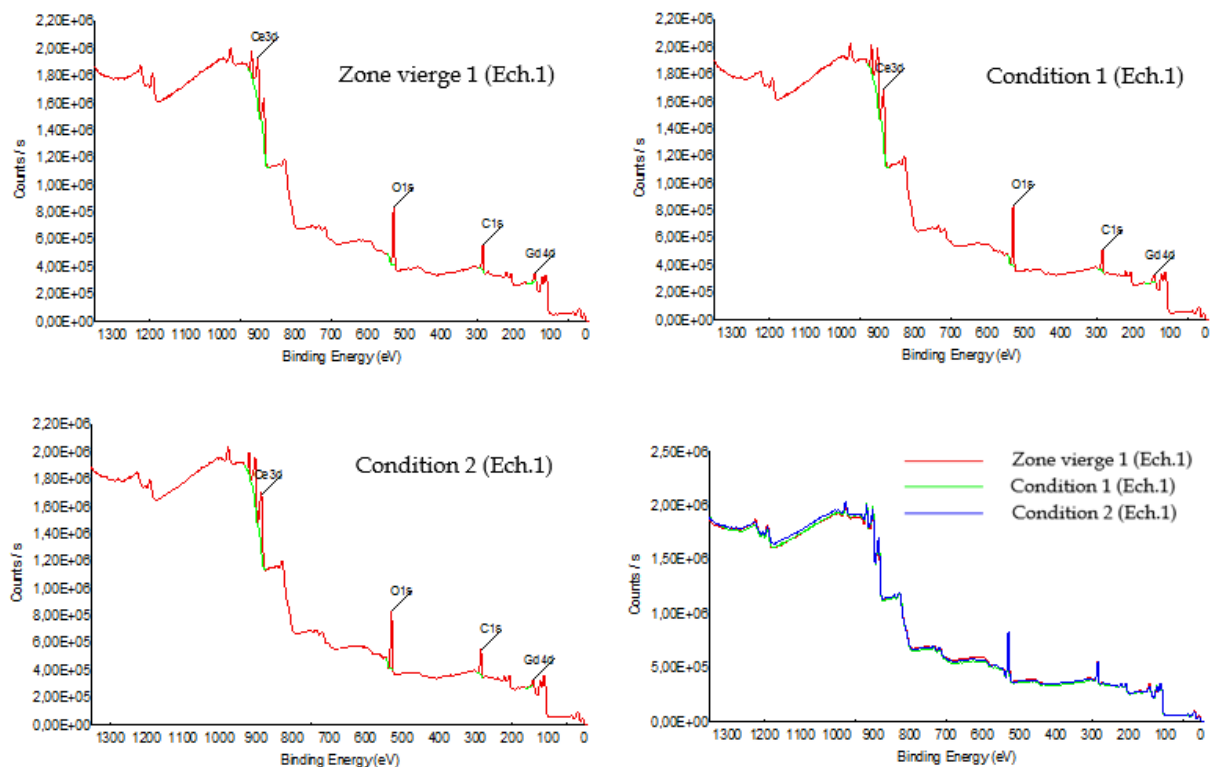 2,20E+06
2,00E+06
1,80E+06
1,60E+06
1,40E+06
1,20E+06
1,00E+06
8,00E+05
6,00E+05
4,00E+05
2,00E+05
0,00E+00
Counts / s
Ce3d
Zone vierge 1 (Ech.1)
O1s
C1s
Gd4d
1300 1200 1100 1000 900 800 700 600 500 400 300 200 100 0
Binding Energy (eV)
2,20E+06
2,00E+06
1,80E+06
1,60E+06
1,40E+06
1,20E+06
1,00E+06
8,00E+05
6,00E+05
4,00E+05
2,00E+05
0,00E+00
Counts / s
Ce3d
Condition 1 (Ech.1)
O1s
C1s
Gd4d
1300 1200 1100 1000 900 800 700 600 500 400 300 200 100 0
Binding Energy (eV)
2,20E+06
2,00E+06
1,80E+06
1,60E+06
1,40E+06
1,20E+06
1,00E+06
8,00E+05
6,00E+05
4,00E+05
2,00E+05
0,00E+00
Counts / s
Ce3d
Condition 2 (Ech.1)
O1s
C1s
Gd4d
1300 1200 1100 1000 900 800 700 600 500 400 300 200 100 0
Binding Energy (eV)
2,50E+06
2,00E+06
1,50E+06
1,00E+06
5,00E+05
0,00E+00
Counts / s
Zone vierge 1 (Ech.1)
Condition 1 (Ech.1)
Condition 2 (Ech.1)
1300 1200 1100 1000 900 800 700 600 500 400 300 200 100 0
Binding Energy (eV)